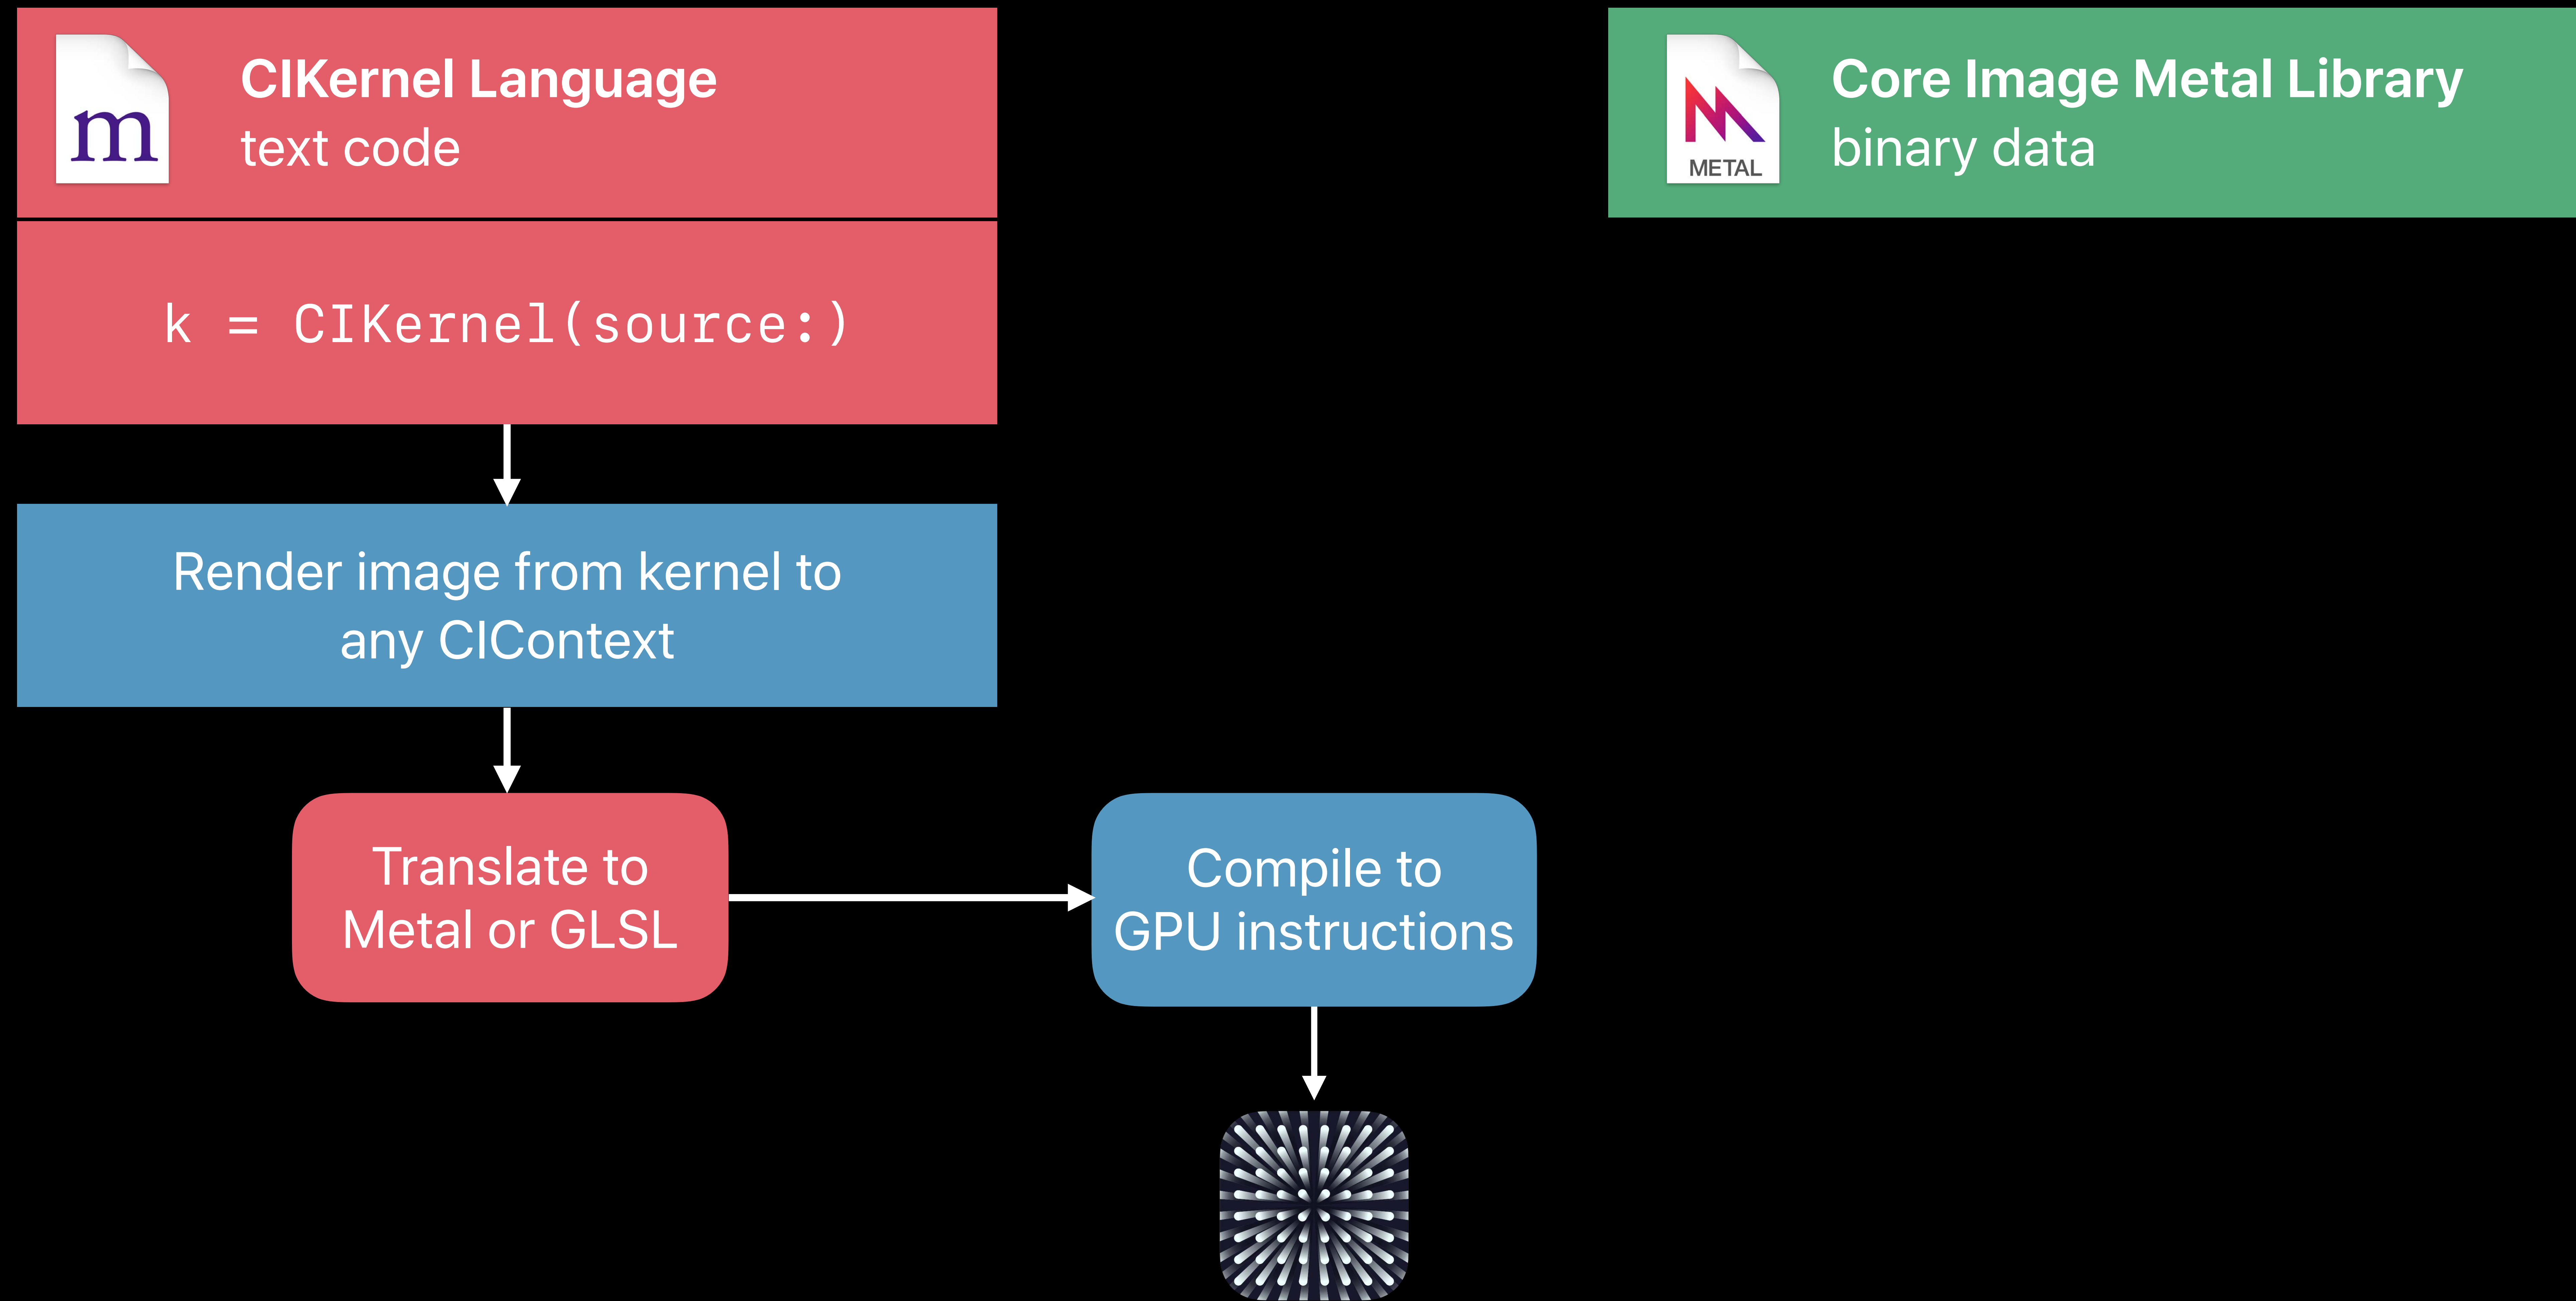 m
CIKernel Language
text code
k = CIKernel(source:)
Render image from kernel to
any CIContext
Translate to
Metal or GLSL
Compile to
GPU instructions
METAL
Core Image Metal Library
binary data